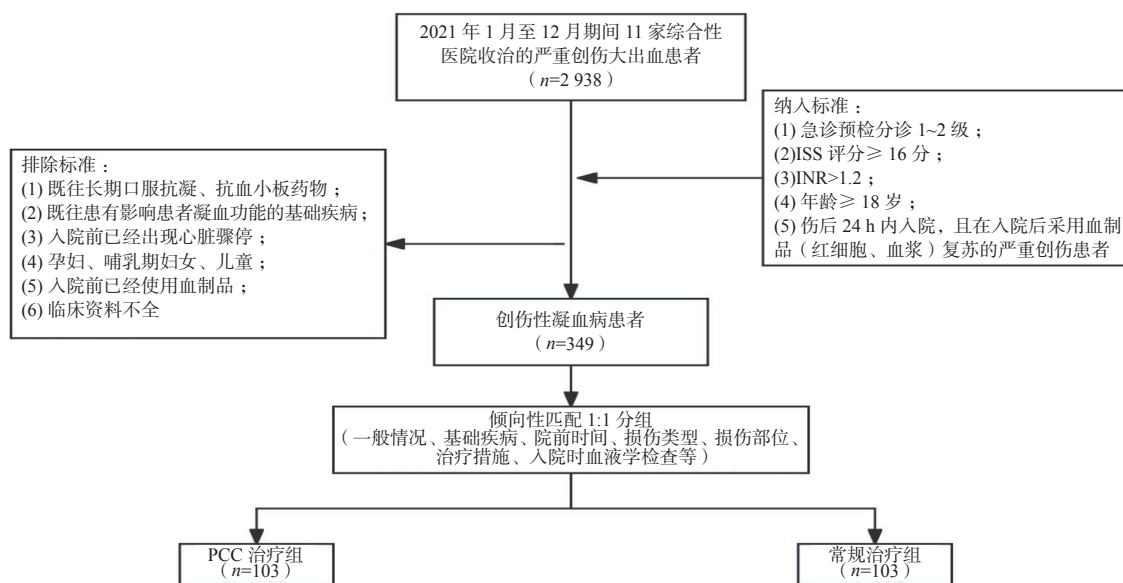 2021 年 1 月至 12 月期间 11 家综合性
医院收治的严重创伤大出血患者
（n=2 938）
纳入标准：
(1) 急诊预检分诊 1~2 级；
(2)ISS 评分≥ 16 分；
(3)INR>1.2；
(4) 年龄≥ 18 岁；
(5) 伤后 24 h 内入院，且在入院后采用血制
品（红细胞、血浆）复苏的严重创伤患者
排除标准：
(1) 既往长期口服抗凝、抗血小板药物；
(2) 既往患有影响患者凝血功能的基础疾病；
(3) 入院前已经出现心脏骤停；
(4) 孕妇、哺乳期妇女、儿童；
(5) 入院前已经使用血制品；
(6) 临床资料不全
创伤性凝血病患者
（n=349）
倾向性匹配 1:1 分组
（一般情况、基础疾病、院前时间、损伤类型、损伤部位、
治疗措施、入院时血液学检查等）
PCC 治疗组
（n=103）
常规治疗组
（n=103）